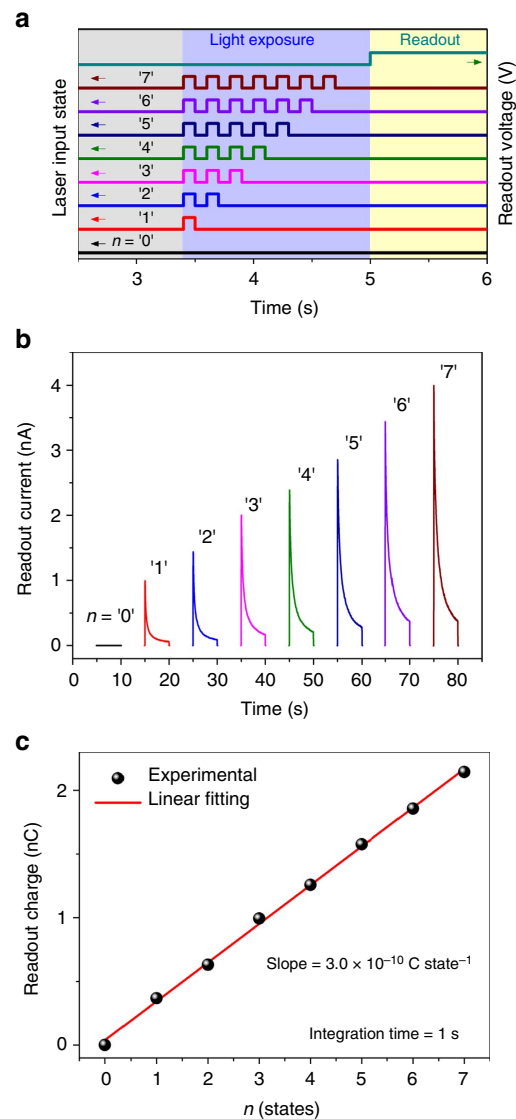 a
Light exposure
Readout
'7'
'6'
'5'
'4'
'3'
'2'
'1'
n = '0'
Laser input state
Readout voltage (V)
3 4 5 6
Time (s)
b
4
3
2
1
0
Readout current (nA)
n = '0'
'1'
'2'
'3'
'4'
'5'
'6'
'7'
0 10 20 30 40 50 60 70 80
Time (s)
c
Experimental
Linear fitting
2
1
0
Readout charge (nC)
Slope = 3.0 × 10⁻¹⁰ C state⁻¹
Integration time = 1 s
0 1 2 3 4 5 6 7
n (states)